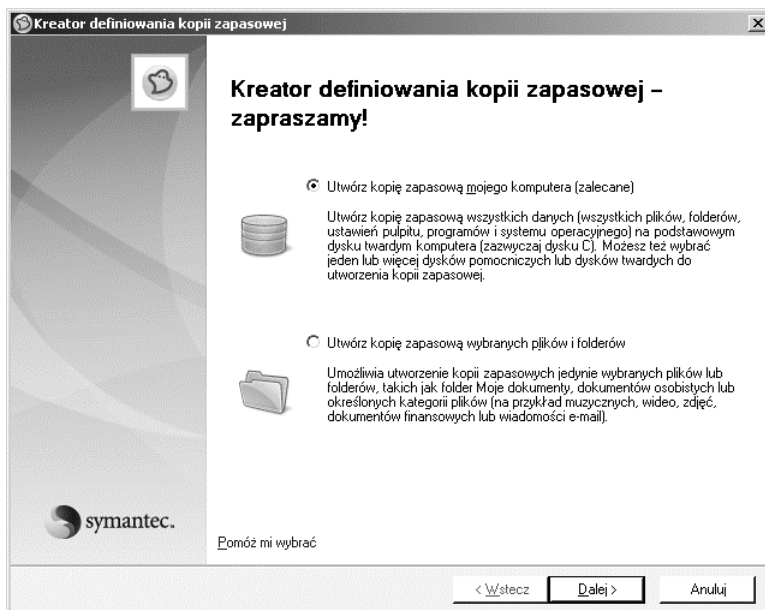 Kreator definiowania kopii zapasowej
Kreator definiowania kopii zapasowej –
zapraszamy!
Utwórz kopię zapasową mojego komputera (zalecane)
Utwórz kopię zapasową wszystkich danych (wszystkich plików, folderów,
ustawień pulpitu, programów i systemu operacyjnego) na podstawowym
dysku twardym komputera (zazwyczaj dysku C). Możesz też wybrać
jeden lub więcej dysków pomocniczych lub dysków twardych do
utworzenia kopii zapasowej.
Utwórz kopię zapasową wybranych plików i folderów
Umożliwia utworzenie kopii zapasowych jedynie wybranych plików lub
folderów, takich jak folder Moje dokumenty, dokumentów osobistych lub
określonych kategorii plików (na przykład muzycznych, wideo, zdjęć,
dokumentów finansowych lub wiadomości e-mail).
symantec.
Pomóż mi wybrać
< Wstecz
Dalej >
Anuluj